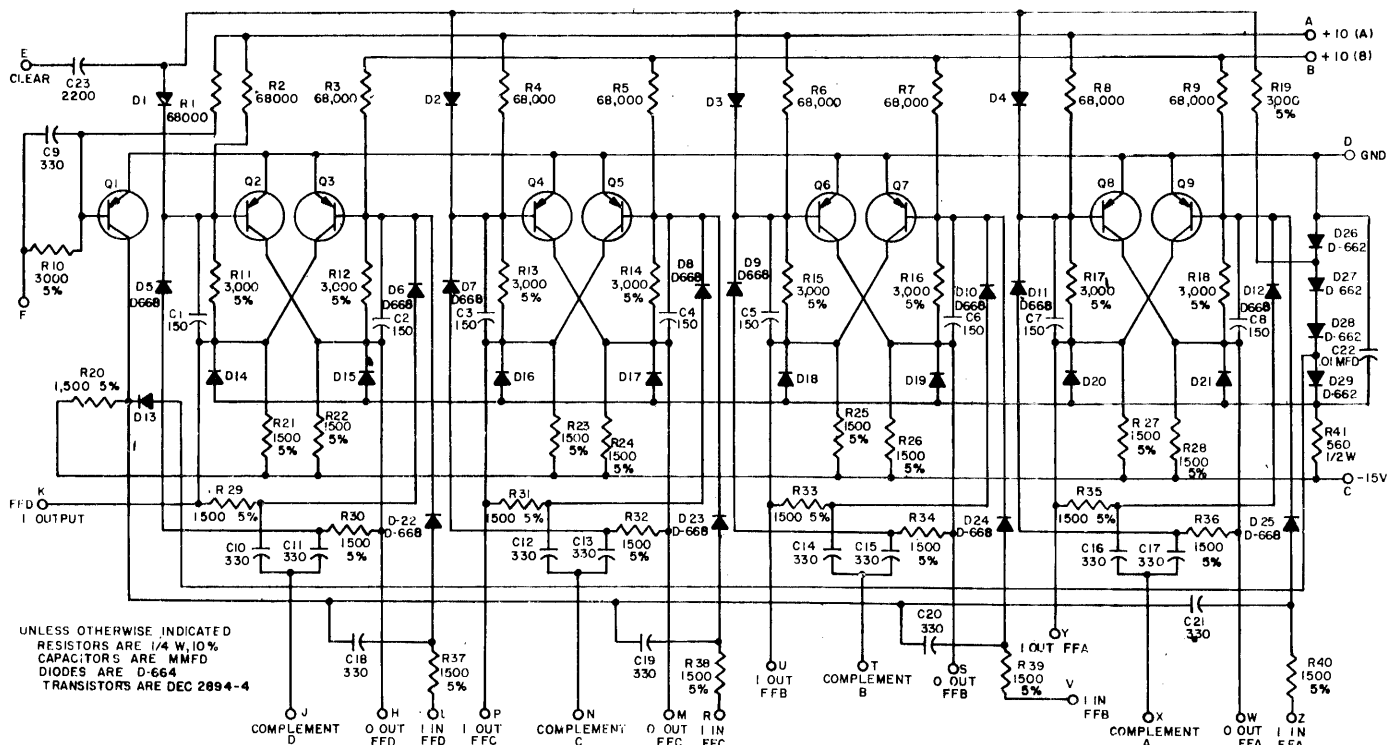 E
CLEAR
C23
2200
A
+10 (A)
+10 (B)
B
D1
R1
68000
R2
68000
R3
68,000
D2
R4
68,000
R5
68,000
D3
R6
68,000
R7
68,000
D4
R8
68,000
R9
68,000
R19
3,000
5%
C9
330
D
GND
Q1
Q2
Q3
Q4
Q5
Q6
Q7
Q8
Q9
R10
3000
5%
F
D5
D668
R11
3,000
5%
R12
3,000
5%
D6
D668
D7
D668
R13
3,000
5%
R14
3,000
5%
D8
D668
D9
D668
R15
3,000
5%
R16
3,000
5%
D10
D668
D11
D668
R17
3,000
5%
R18
3,000
5%
D12
D668
D26
D-662
D27
D-662
D28
D-662
C22
.01MFD
D29
D-662
C1
150
C2
150
C3
150
C4
150
C5
150
C6
150
C7
150
C8
150
R20
1,500 5%
D13
D14
D15
D16
D17
D18
D19
D20
D21
R21
1500
5%
R22
1500
5%
R23
1500
5%
R24
1500
5%
R25
1500
5%
R26
1500
5%
R27
1500
5%
R28
1500
5%
R41
560
1/2W
-15V
C
K
FFD
1 OUTPUT
R29
1500 5%
R30
1500
5%
D-22
D-668
R31
1500 5%
R32
1500
5%
D23
D-668
R33
1500 5%
R34
1500
5%
D24
D-668
R35
1500 5%
R36
1500
5%
D25
D-668
C10
330
C11
330
C12
330
C13
330
C14
330
C15
330
C16
330
C17
330
UNLESS OTHERWISE INDICATED
RESISTORS ARE 1/4 W, 10%
CAPACITORS ARE MMFD
DIODES ARE D-664
TRANSISTORS ARE DEC 2894-4
C18
330
R37
1500
5%
C19
330
R38
1500
5%
C20
330
R39
1500
5%
C21
330
R40
1500
5%
Y
1 OUT FFA
U
1 OUT
FFB
T
COMPLEMENT
B
S
0 OUT
FFB
V
1 IN
FFB
J
COMPLEMENT
D
H
0 OUT
FFD
L
1 IN
FFD
P
1 OUT
FFC
N
COMPLEMENT
C
M
0 OUT
FFC
R
1 IN
FFC
X
COMPLEMENT
A
W
0 OUT
FFA
Z
1 IN
FFA